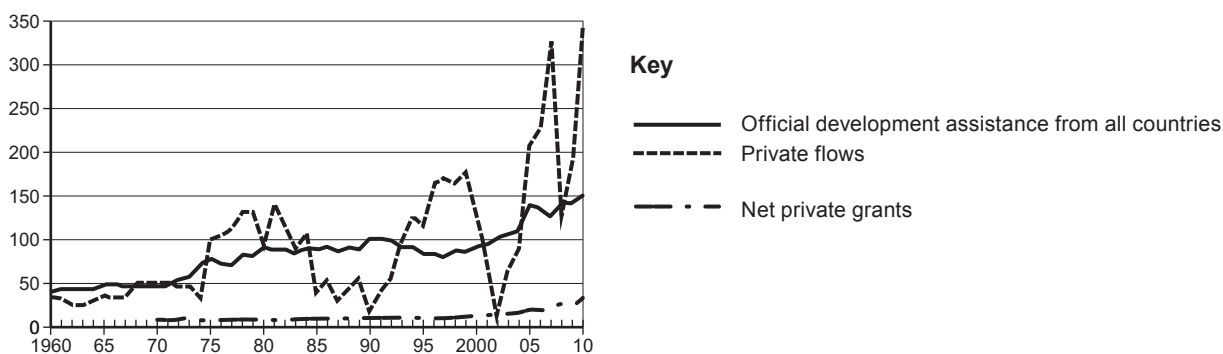 350
300
250
200
150
100
50
0
1960 65 70 75 80 85 90 95 2000 05 10
Key
Official development assistance from all countries
Private flows
Net private grants